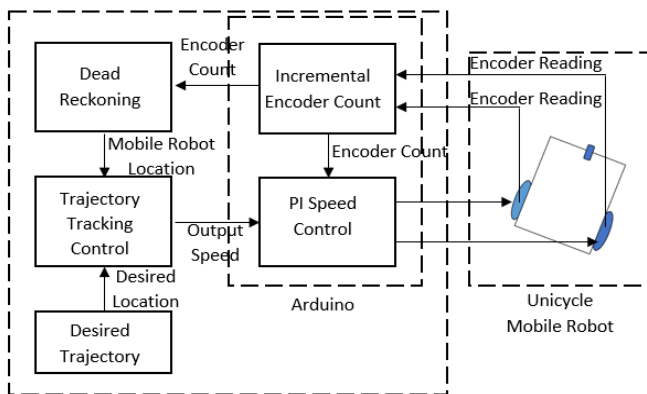 Encoder
Count
Dead
Reckoning
Incremental
Encoder Count
Encoder Reading
Encoder Reading
Mobile Robot
Location
Encoder Count
Trajectory
Tracking
Control
Output
Speed
PI Speed
Control
Desired
Location
Arduino
Desired
Trajectory
Unicycle
Mobile Robot